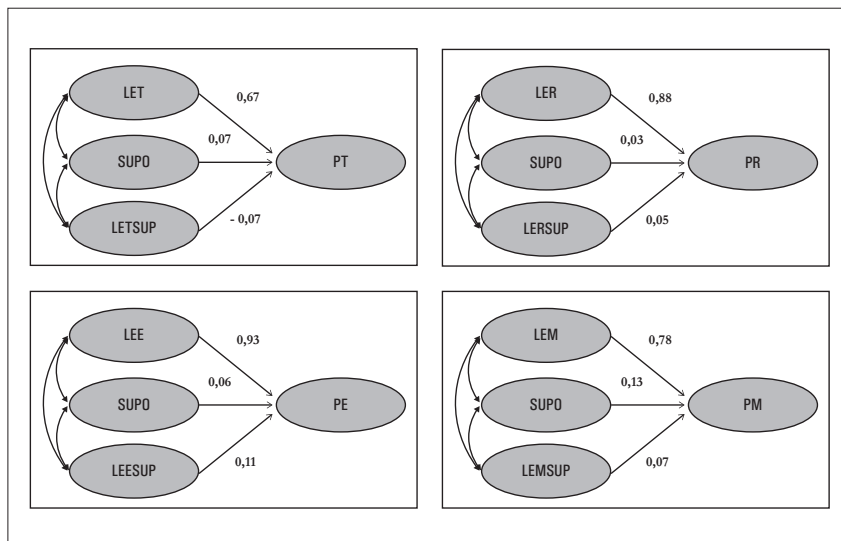 LET
0,67
SUPO
0,07
PT
LETSUP
- 0,07
LER
0,88
SUPO
0,03
PR
LERSUP
0,05
LEE
0,93
SUPO
0,06
PE
LEESUP
0,11
LEM
0,78
SUPO
0,13
PM
LEMSUP
0,07